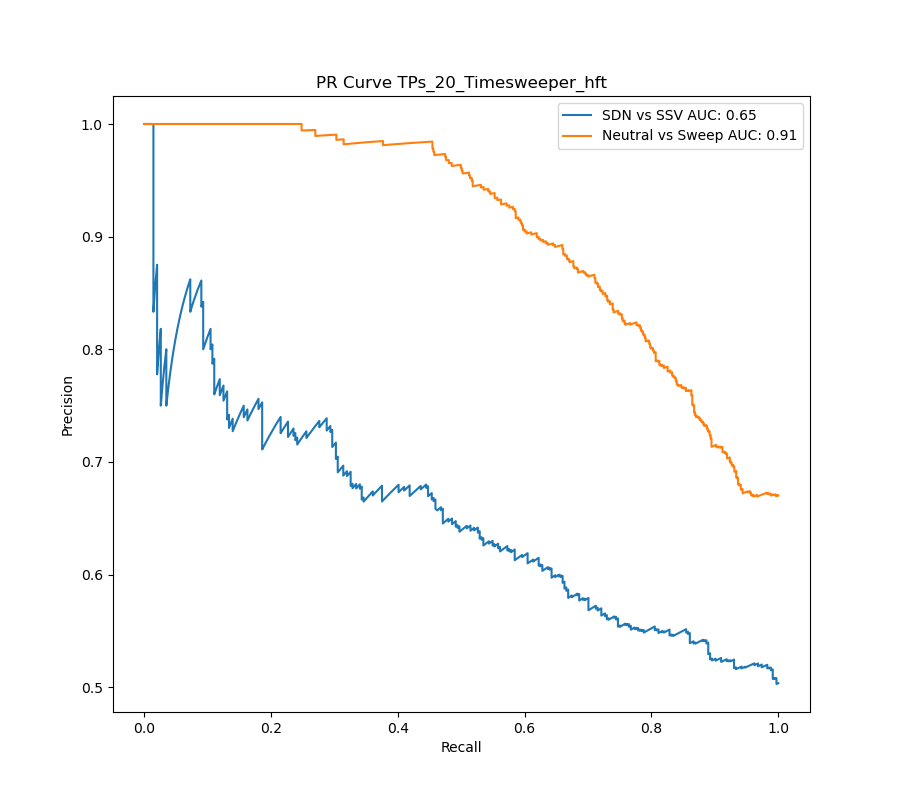 PR Curve TPs_20_Timesweeper_hft
SDN vs SSV AUC: 0.65
Neutral vs Sweep AUC: 0.91
1.0
0.9
0.8
0.7
0.6
0.5
Precision
0.0 0.2 0.4 0.6 0.8 1.0
Recall